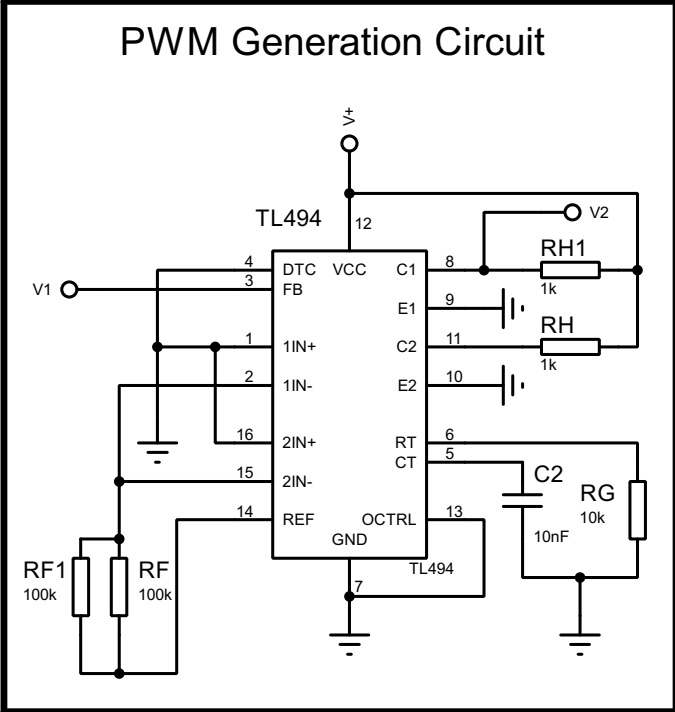 PWM Generation Circuit
V+
TL494
12
V2
4 DTC VCC C1 8 RH1
V1 3 FB 1k
E1 9
1 1IN+ C2 11 RH
1k
2 1IN- E2 10
16 2IN+ RT 6
CT 5
15 2IN- C2 RG
10k
14 REF OCTRL 13 10nF
GND
RF1 RF 7 TL494
100k 100k